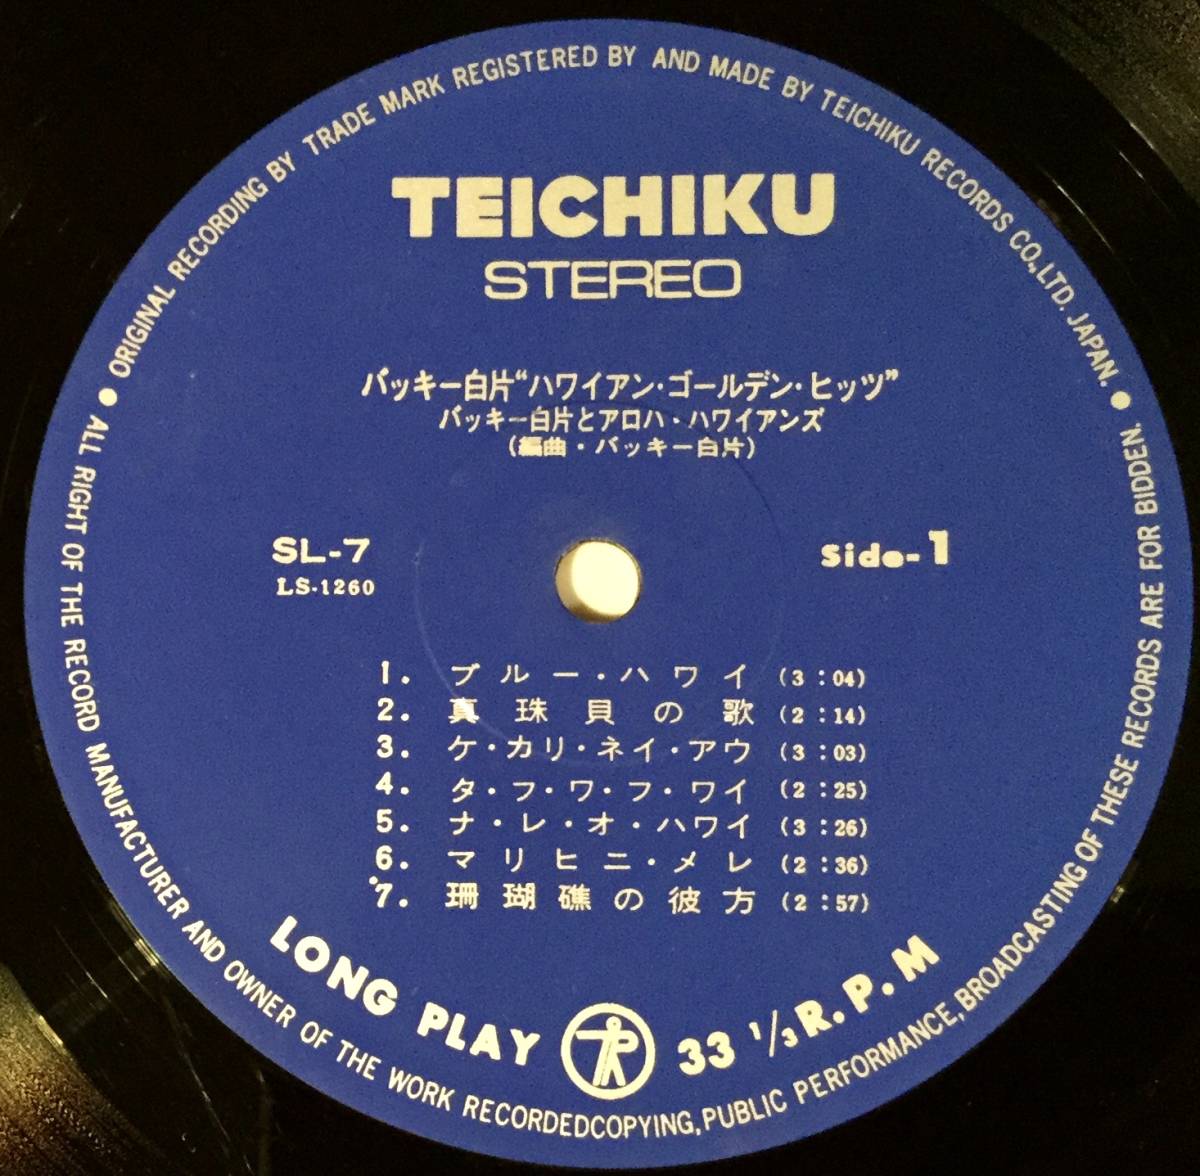 ● ORIGINAL RECORDING BY TRADE MARK REGISTERED BY AND MADE BY TEICHIKU RECORDS CO.,LTD. JAPAN. ●
TEICHIKU
STEREO
バッキー白片“ハワイアン・ゴールデン・ヒッツ”
バッキー白片とアロハ・ハワイアンズ
(編曲・バッキー白片)
SL-7
LS-1260
Side-1
1. ブルー・ハワイ (3:04)
2. 真珠貝の歌 (2:14)
3. ケ・カリ・ネイ・アウ (3:03)
4. タ・フ・ワ・フ・ワイ (2:25)
5. ナ・レ・オ・ハワイ (3:26)
6. マリヒニ・メレ (2:36)
7. 珊瑚礁の彼方 (2:57)
LONG PLAY 33 1/3 R.P.M
ALL RIGHT OF THE RECORD MANUFACTURER AND OWNER OF THE WORK RECORDEDCOPYING,PUBLIC PERFORMANCE,BROADCASTING OF THESE RECORDS ARE FOR BIDDEN.